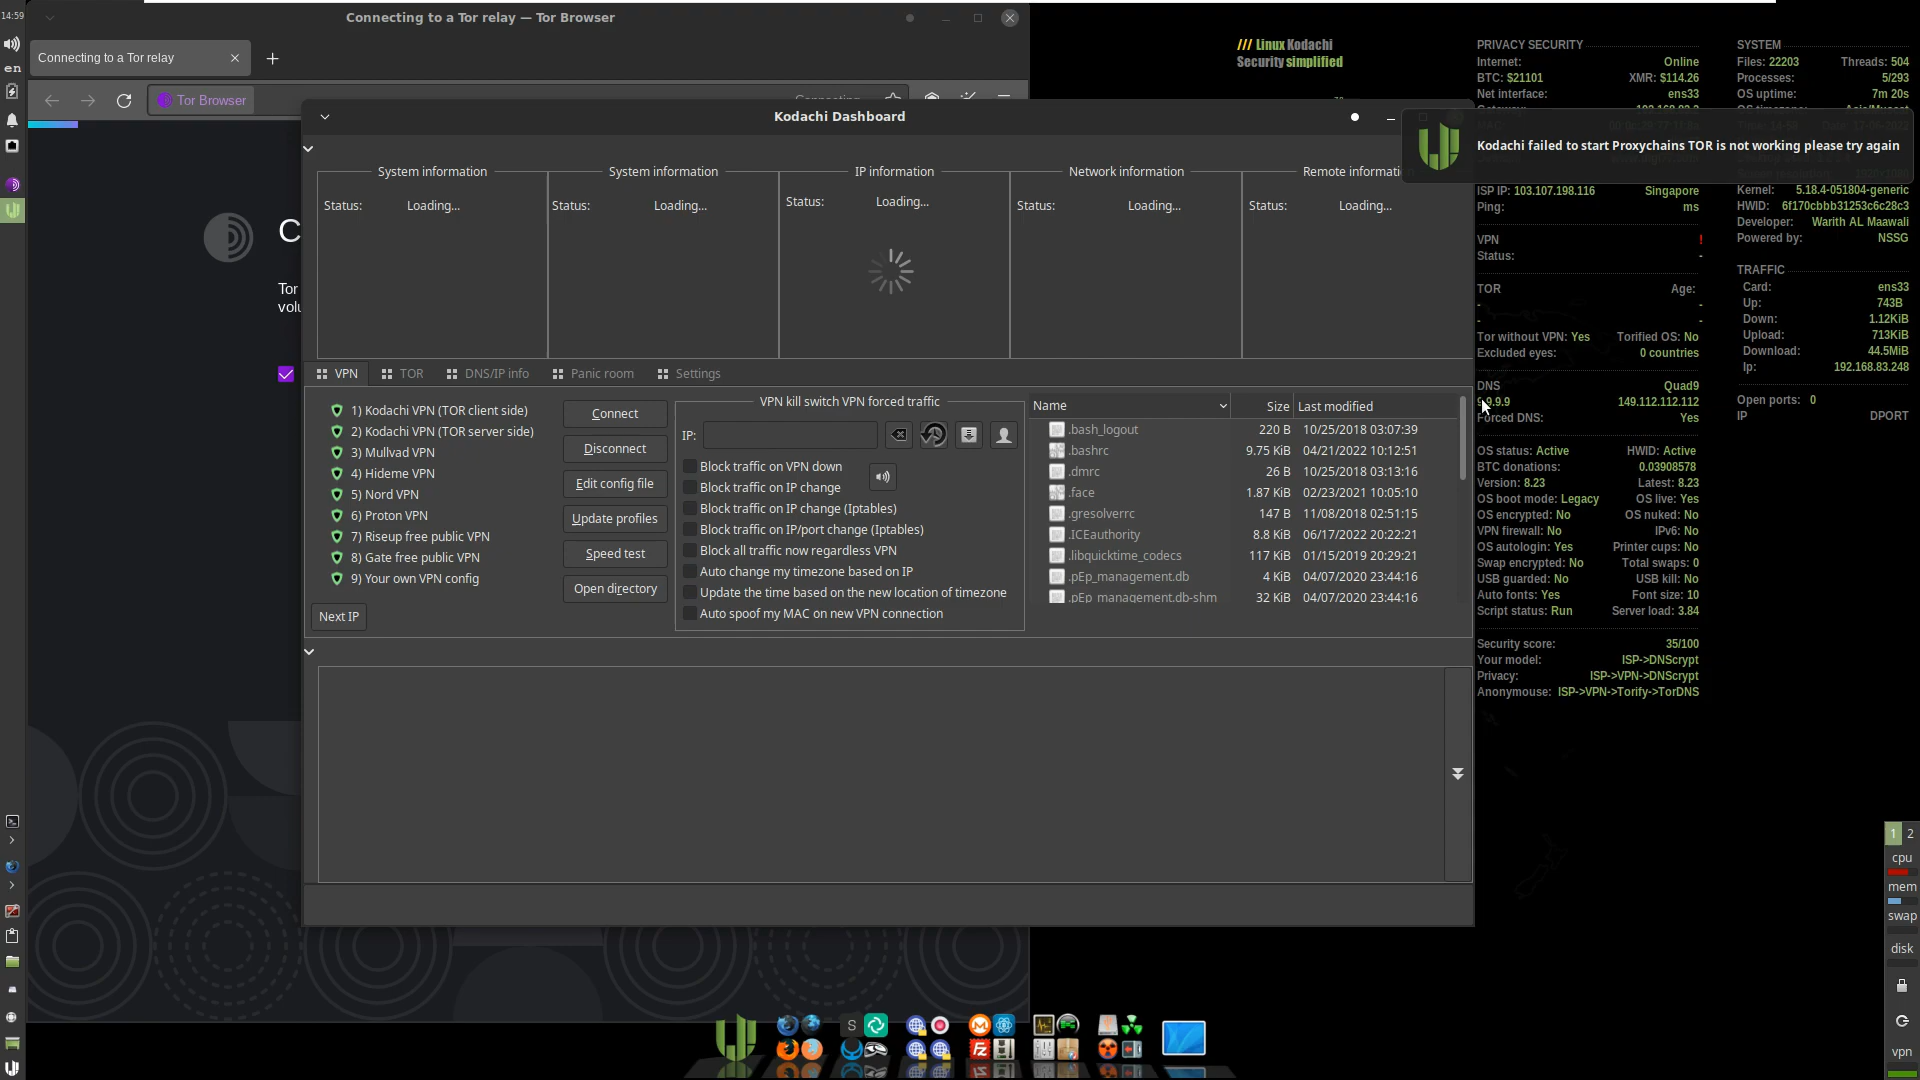 14:59
Connecting to a Tor relay — Tor Browser
en
Connecting to a Tor relay
Tor Browser
Kodachi Dashboard
System information
System information
IP information
Network information
Status: Loading...
Status: Loading...
Status: Loading...
Status: Loading...
Status: Loading...
C
Tor
VPN
TOR
DNS/IP info
Panic room
Settings
1) Kodachi VPN (TOR client side)
2) Kodachi VPN (TOR server side)
3) Mullvad VPN
4) Hideme VPN
5) Nord VPN
6) Proton VPN
7) Riseup free public VPN
8) Gate free public VPN
9) Your own VPN config
Next IP
Connect
Disconnect
Edit config file
Update profiles
Speed test
Open directory
VPN kill switch VPN forced traffic
IP:
Block traffic on VPN down
Block traffic on IP change
Block traffic on IP change (Iptables)
Block traffic on IP/port change (Iptables)
Block all traffic now regardless VPN
Auto change my timezone based on IP
Update the time based on the new location of timezone
Auto spoof my MAC on new VPN connection
Name Size Last modified
.bash_logout 220 B 10/25/2018 03:07:39
.bashrc 9.75 KiB 04/21/2022 10:12:51
.dmrc 26 B 10/25/2018 03:13:16
.face 1.87 KiB 02/23/2021 10:05:10
.gresolverrc 147 B 11/08/2018 02:51:15
.ICEauthority 8.8 KiB 06/17/2022 20:22:21
.libquicktime_codecs 117 KiB 01/15/2019 20:29:21
.pEp_management.db 4 KiB 04/07/2020 23:44:16
.pEp_management.db-shm 32 KiB 04/07/2020 23:44:16
/// Linux Kodachi
Security simplified
Kodachi failed to start Proxychains TOR is not working please try again
PRIVACY SECURITY
Internet: Online
BTC: $21101 XMR: $114.26
Net interface: ens33
ISP IP: 103.107.198.116 Singapore
Ping: ms
VPN !
Status: -
TOR Age:
- -
- -
Tor without VPN: Yes Torified OS: No
Excluded eyes: 0 countries
DNS Quad9
9.9.9.9 149.112.112.112
Forced DNS: Yes
OS status: Active HWID: Active
BTC donations: 0.03908578
Version: 8.23 Latest: 8.23
OS boot mode: Legacy OS live: Yes
OS encrypted: No OS nuked: No
VPN firewall: No IPv6: No
OS autologin: Yes Printer cups: No
Swap encrypted: No Total swaps: 0
USB guarded: No USB kill: No
Auto fonts: Yes Font size: 10
Script status: Run Server load: 3.84
Security score: 35/100
Your model: ISP->DNScrypt
Privacy: ISP->VPN->DNScrypt
Anonymouse: ISP->VPN->Torify->TorDNS
SYSTEM
Files: 22203 Threads: 504
Processes: 5/293
OS uptime: 7m 20s
Kernel: 5.18.4-051804-generic
HWID: 6f170cbbb31253c6c28c3
Developer: Warith AL Maawali
Powered by: NSSG
TRAFFIC
Card: ens33
Up: 743B
Down: 1.12KiB
Upload: 713KiB
Download: 44.5MiB
Ip: 192.168.83.248
Open ports: 0
IP DPORT
1 2
cpu
mem
swap
disk
vpn